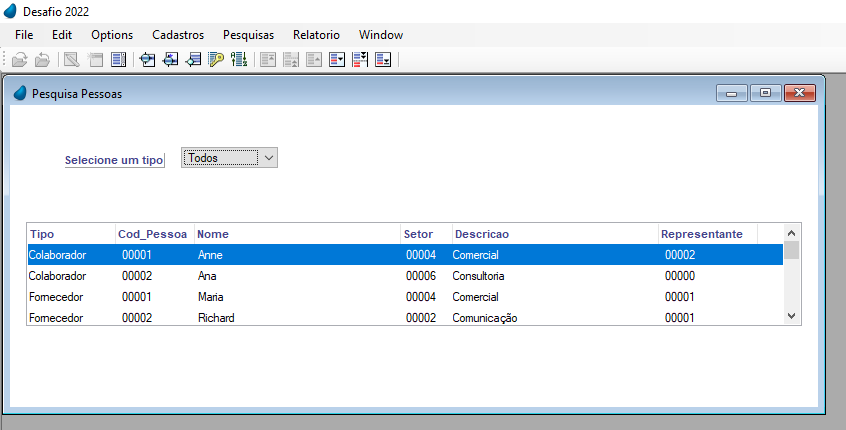 Desafio 2022
File Edit Options Cadastros Pesquisas Relatorio Window
Pesquisa Pessoas
Selecione um tipo Todos
Tipo Cod_Pessoa Nome Setor Descricao Representante
Colaborador 00001 Anne 00004 Comercial 00002
Colaborador 00002 Ana 00006 Consultoria 00000
Fornecedor 00001 Maria 00004 Comercial 00001
Fornecedor 00002 Richard 00002 Comunicação 00001